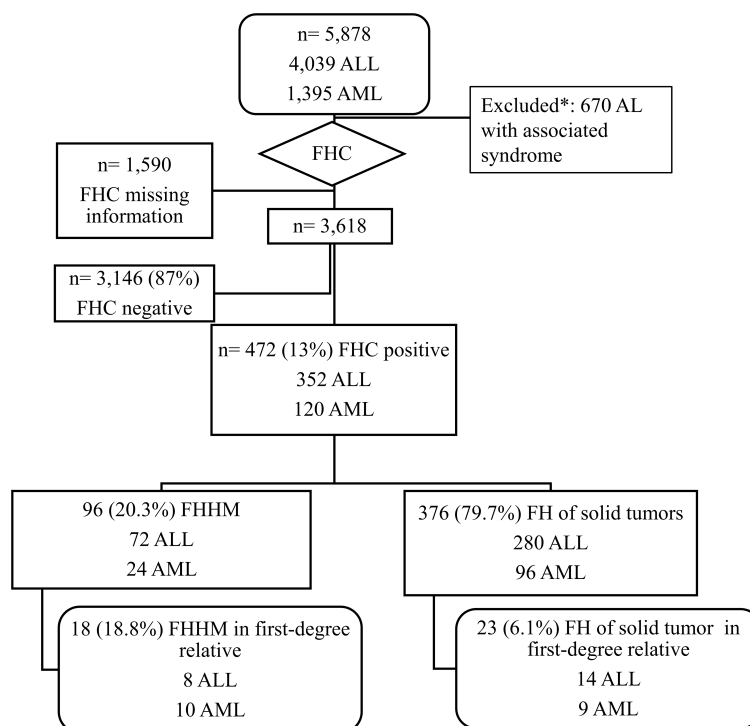 n= 5,878
4,039 ALL
1,395 AML
Excluded*: 670 AL
with associated
syndrome
FHC
n= 1,590
FHC missing
information
n= 3,618
n= 3,146 (87%)
FHC negative
n= 472 (13%) FHC positive
352 ALL
120 AML
96 (20.3%) FHHM
72 ALL
24 AML
376 (79.7%) FH of solid tumors
280 ALL
96 AML
18 (18.8%) FHHM in first-degree
relative
8 ALL
10 AML
23 (6.1%) FH of solid tumor in
first-degree relative
14 ALL
9 AML